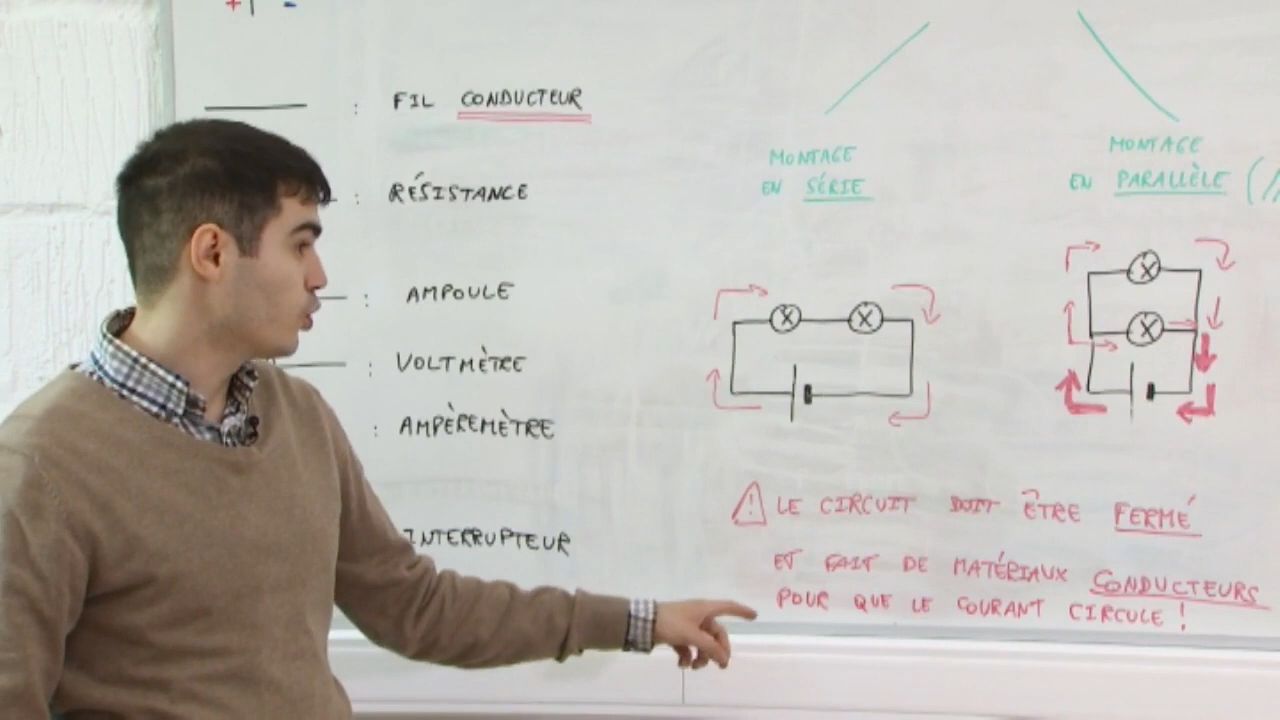 + -
: FIL CONDUCTEUR
: RÉSISTANCE
: AMPOULE
: VOLTMÈTRE
: AMPÈREMÈTRE
INTERRUPTEUR
MONTAGE
EN SÉRIE
MONTAGE
EN PARALLÈLE (//
! LE CIRCUIT DOIT ÊTRE FERMÉ
ET FAIT DE MATÉRIAUX CONDUCTEURS
POUR QUE LE COURANT CIRCULE !